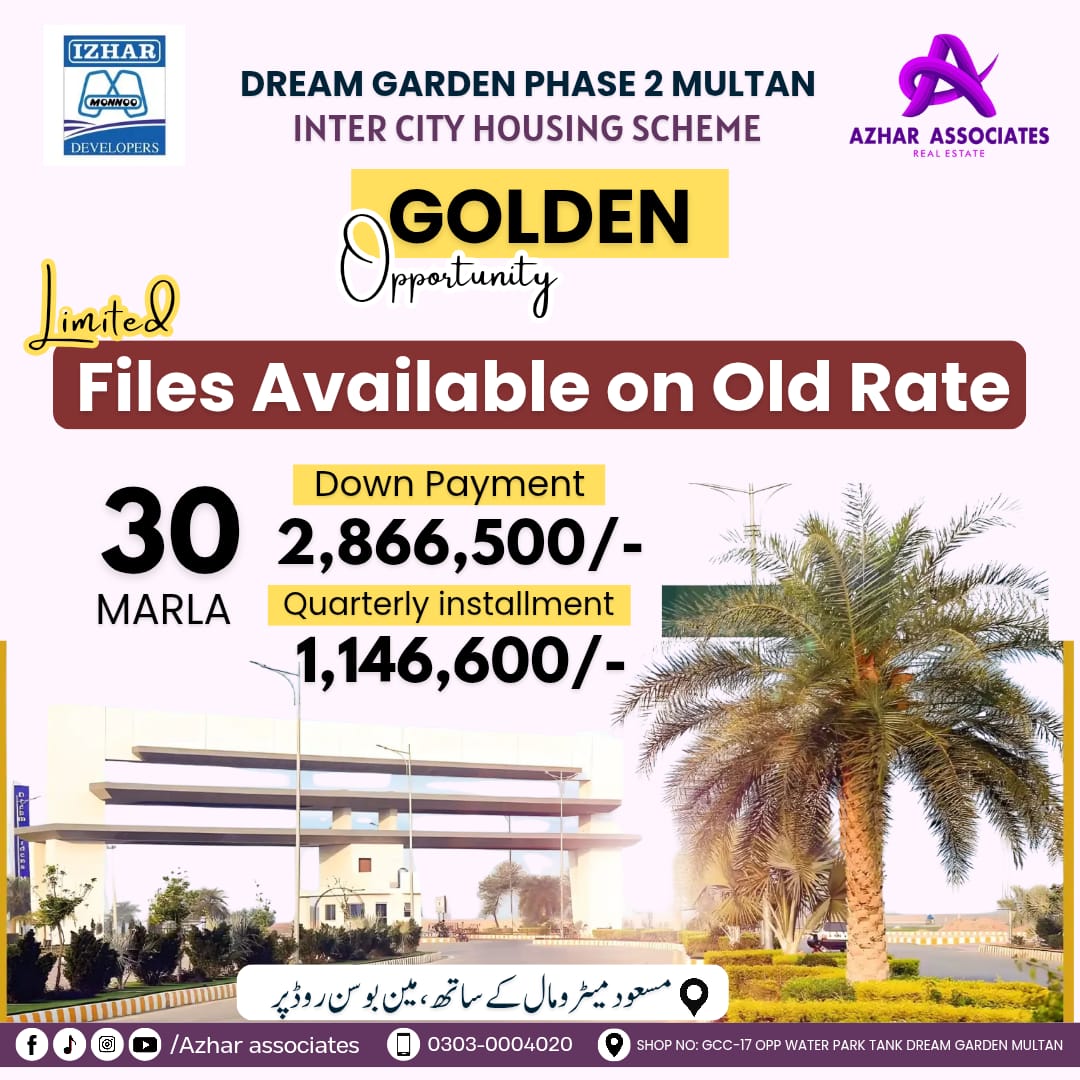 IZHAR
MONNOO
DEVELOPERS
DREAM GARDEN PHASE 2 MULTAN
INTER CITY HOUSING SCHEME
AZHAR ASSOCIATES
REAL ESTATE
GOLDEN
Opportunity
Limited
Files Available on Old Rate
30
MARLA
Down Payment
2,866,500/-
Quarterly installment
1,146,600/-
Dream Gardens
مسعود میٹرو مال کے ساتھ، مین بوسن روڈ پر
/Azhar associates
0303-0004020
SHOP NO: GCC-17 OPP WATER PARK TANK DREAM GARDEN MULTAN